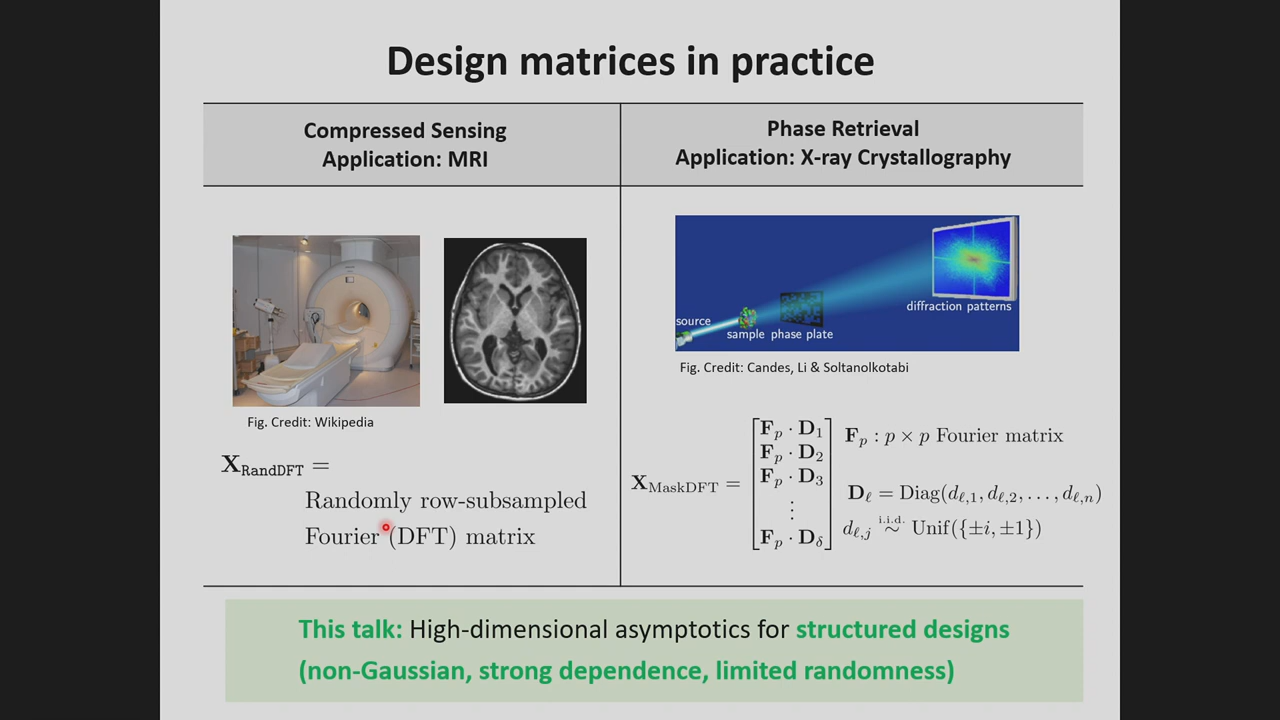 Design matrices in practice
Compressed Sensing
Application: MRI
Phase Retrieval
Application: X-ray Crystallography
source
sample
phase plate
diffraction patterns
Fig. Credit: Wikipedia
Fig. Credit: Candes, Li & Soltanolkotabi
X_RandDFT =
Randomly row-subsampled
Fourier (DFT) matrix
X_MaskDFT =
F_p · D_1
F_p · D_2
F_p · D_3
⋮
F_p · D_δ
F_p : p × p Fourier matrix
D_ℓ = Diag(d_ℓ,1, d_ℓ,2, . . . , d_ℓ,n)
d_ℓ,j i.i.d. ∼ Unif({±i, ±1})
This talk: High-dimensional asymptotics for structured designs
(non-Gaussian, strong dependence, limited randomness)